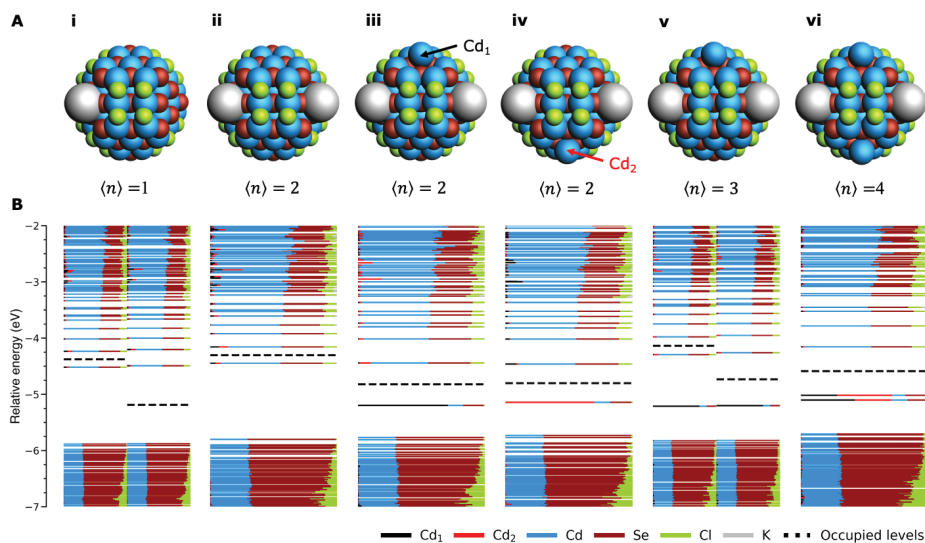 A i ii iii iv v vi
Cd₁
Cd₂
⟨n⟩ =1 ⟨n⟩ = 2 ⟨n⟩ = 2 ⟨n⟩ = 2 ⟨n⟩ = 3 ⟨n⟩ =4
B
Relative energy (eV)
−2
−3
−4
−5
−6
−7
Cd₁ Cd₂ Cd Se Cl K Occupied levels